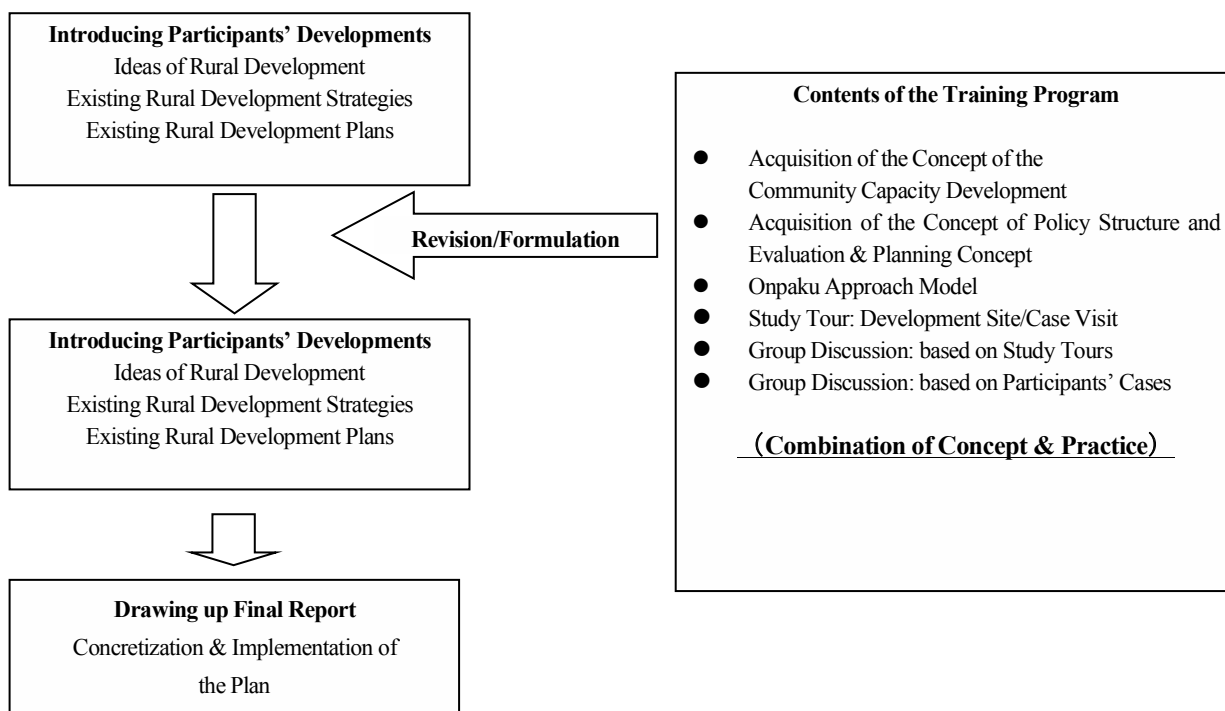 Introducing Participants’ Developments
Ideas of Rural Development
Existing Rural Development Strategies
Existing Rural Development Plans
Revision/Formulation
Introducing Participants’ Developments
Ideas of Rural Development
Existing Rural Development Strategies
Existing Rural Development Plans
Drawing up Final Report
Concretization & Implementation of
the Plan
Contents of the Training Program
● Acquisition of the Concept of the
Community Capacity Development
● Acquisition of the Concept of Policy Structure and
Evaluation & Planning Concept
● Onpaku Approach Model
● Study Tour: Development Site/Case Visit
● Group Discussion: based on Study Tours
● Group Discussion: based on Participants’ Cases
（Combination of Concept & Practice）